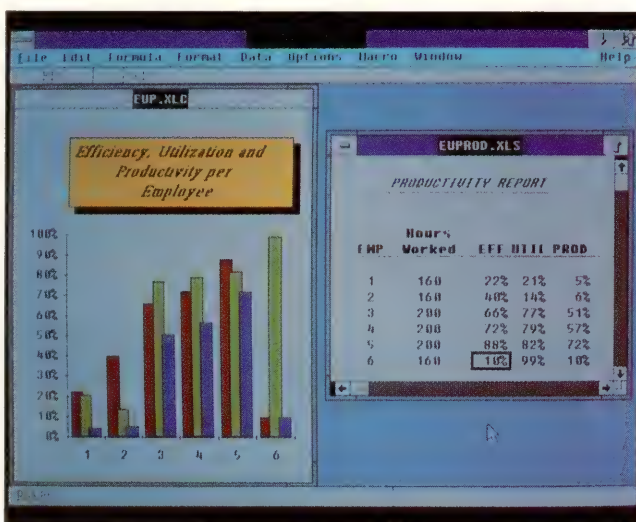 File Edit Formula Format Data Options Macro Window Help
EUP.XLC
Efficiency, Utilization and
Productivity per
Employee
100%
90%
80%
70%
60%
50%
40%
30%
20%
10%
0%
1 2 3 4 5 6
EUPROD.XLS
PRODUCTIVITY REPORT
Hours
EMP Worked EFF UTIL PROD
1 160 22% 21% 5%
2 160 40% 14% 6%
3 200 66% 77% 51%
4 200 72% 79% 57%
5 200 88% 82% 72%
6 160 10% 99% 10%
Ready